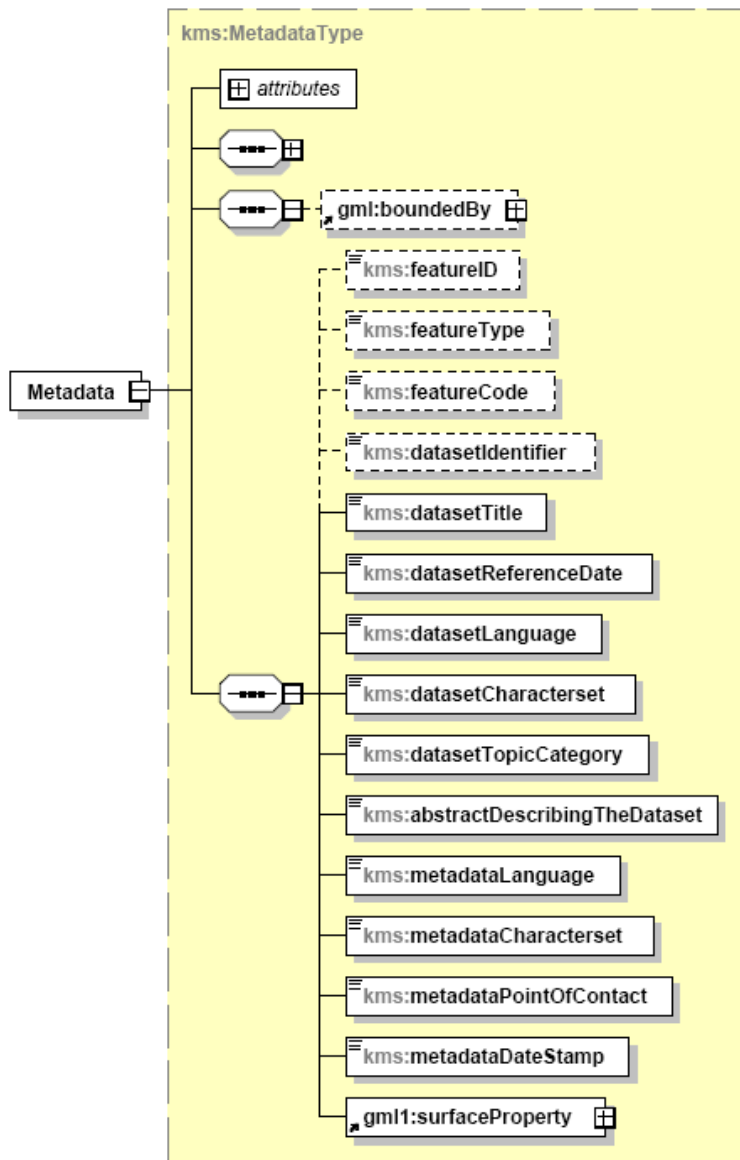 kms:MetadataType
attributes
gml:boundedBy
kms:featureID
kms:featureType
Metadata
kms:featureCode
kms:datasetIdentifier
kms:datasetTitle
kms:datasetReferenceDate
kms:datasetLanguage
kms:datasetCharacterset
kms:datasetTopicCategory
kms:abstractDescribingTheDataset
kms:metadataLanguage
kms:metadataCharacterset
kms:metadataPointOfContact
kms:metadataDateStamp
gml1:surfaceProperty